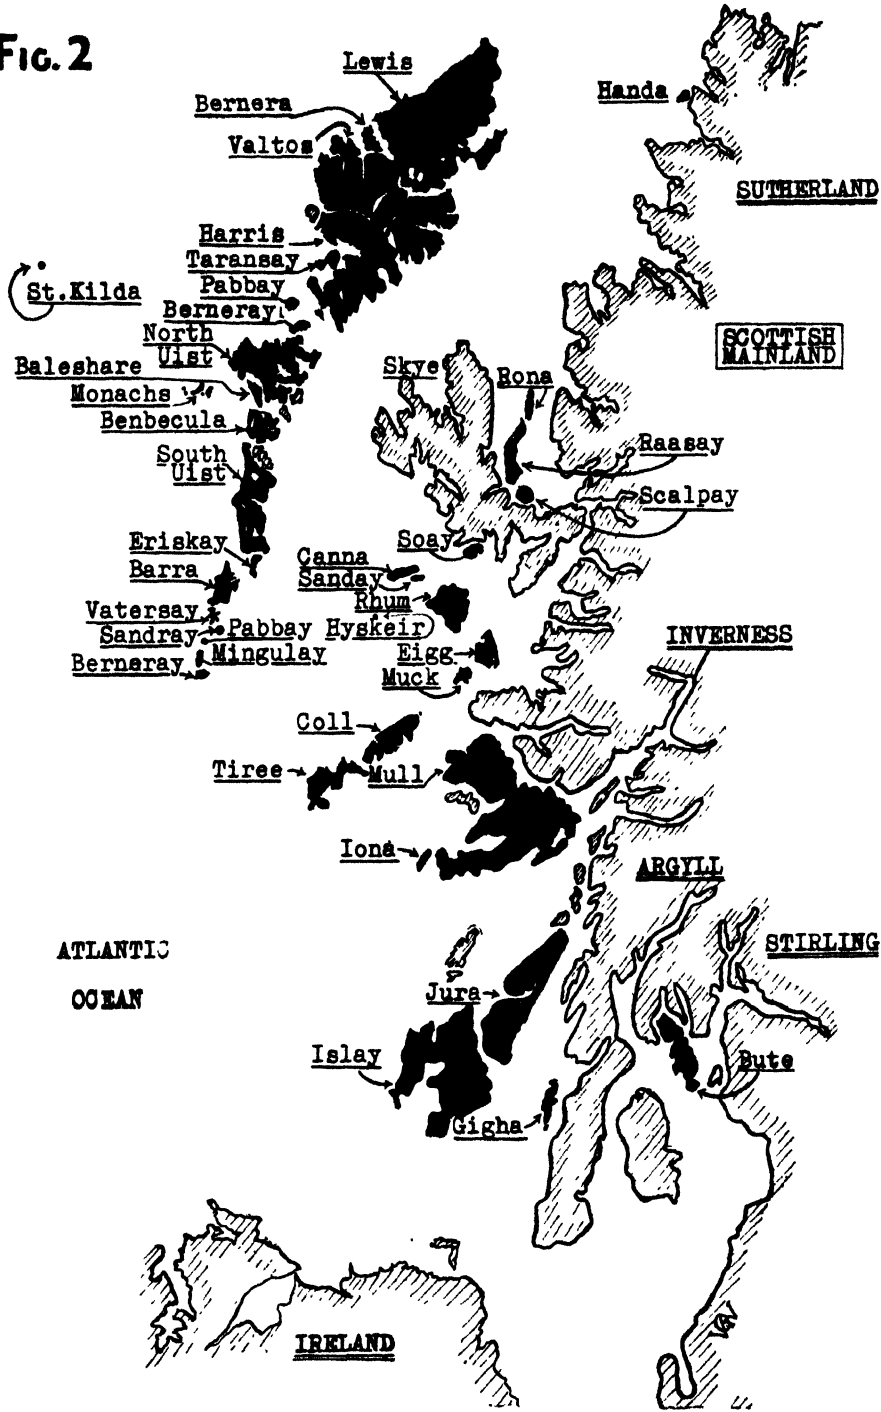 FIG. 2
Lewis
Bernera
Handa
Valtos
SUTHERLAND
Harris
Taransay
Pabbay
St.Kilda
Berneray
North
Uist
SCOTTISH
MAINLAND
Baleshare
Skye
Rona
Monachs
Benbecula
Raasay
South
Uist
Scalpay
Eriskay
Soay
Canna
Barra
Sanday
Rhum
Vatersay
Sandray
Pabbay
Hyskeir
INVERNESS
Berneray
Mingulay
Eigg
Muck
Coll
Tiree
Mull
Iona
ARGYLL
ATLANTIC
OCEAN
STIRLING
Jura
Islay
Bute
Gigha
IRELAND